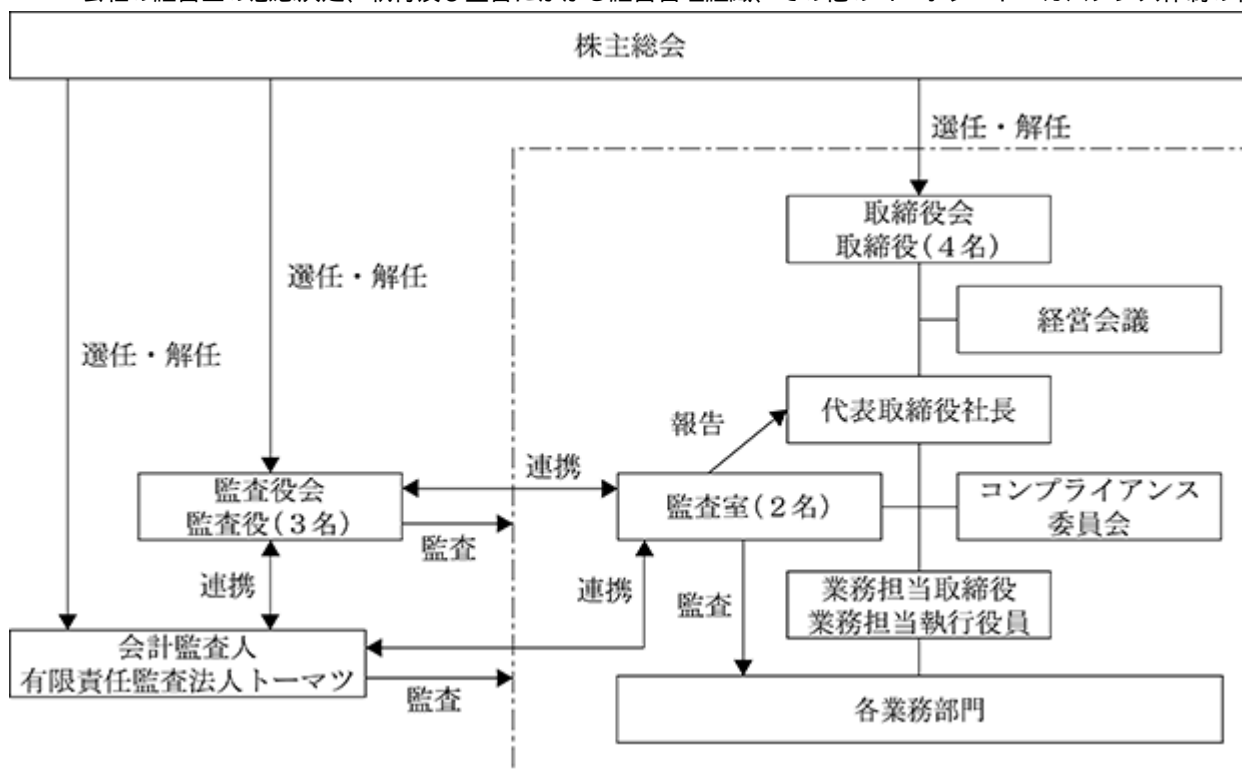 株主総会
選任・解任
取締役会
取締役(4名)
選任・解任
経営会議
選任・解任
代表取締役社長
報告
連携
監査役会
監査役(3名)
監査室(2名)
コンプライアンス
委員会
監査
連携
連携
監査
業務担当取締役
業務担当執行役員
会計監査人
有限責任監査法人トーマツ
監査
各業務部門